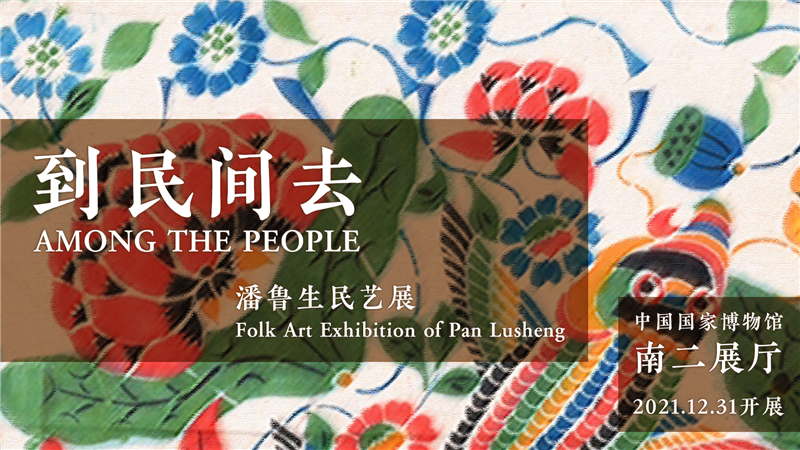 到民间去
AMONG THE PEOPLE
潘鲁生民艺展
Folk Art Exhibition of Pan Lusheng
中国国家博物馆
南二展厅
2021.12.31开展